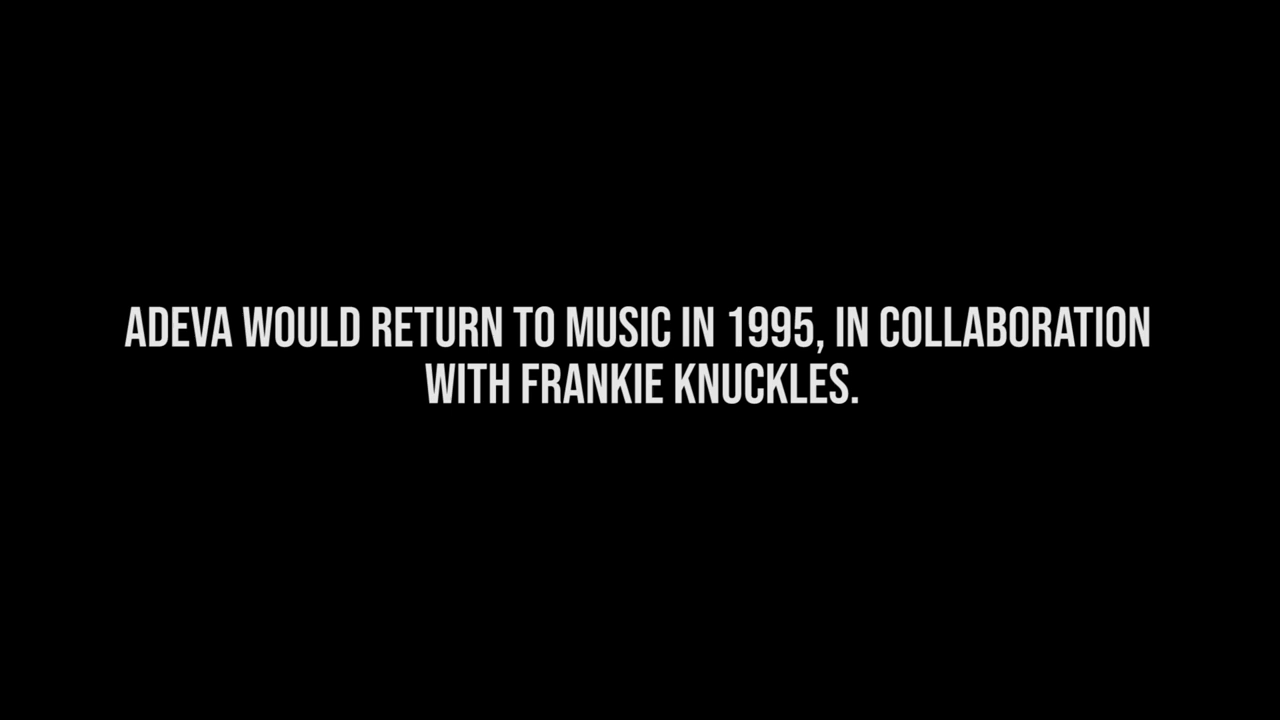 ADEVA WOULD RETURN TO MUSIC IN 1995, IN COLLABORATION
WITH FRANKIE KNUCKLES.